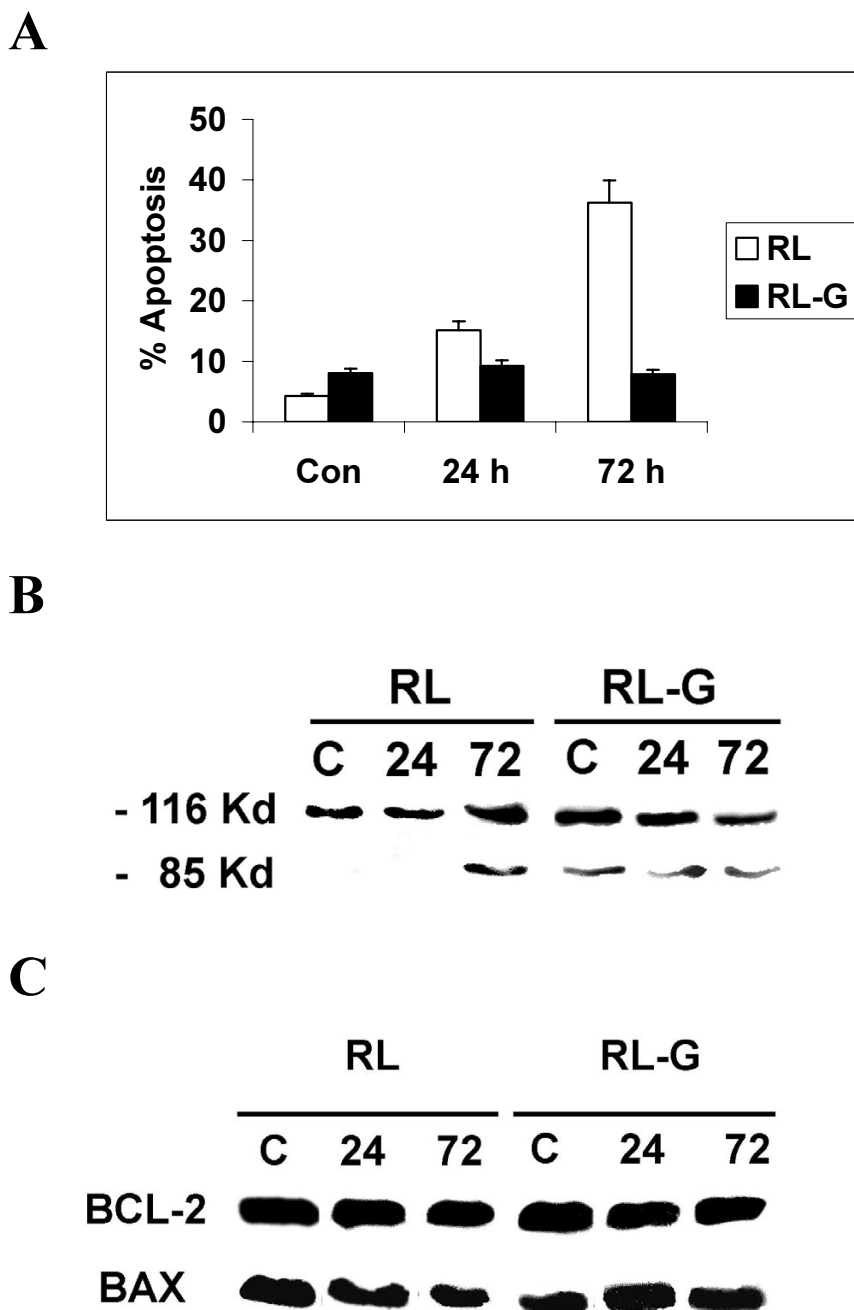 A
50
40
30
20
10
0
% Apoptosis
Con 24 h 72 h
RL
RL-G
B
RL RL-G
C 24 72 C 24 72
- 116 Kd
- 85 Kd
C
RL RL-G
C 24 72 C 24 72
BCL-2
BAX